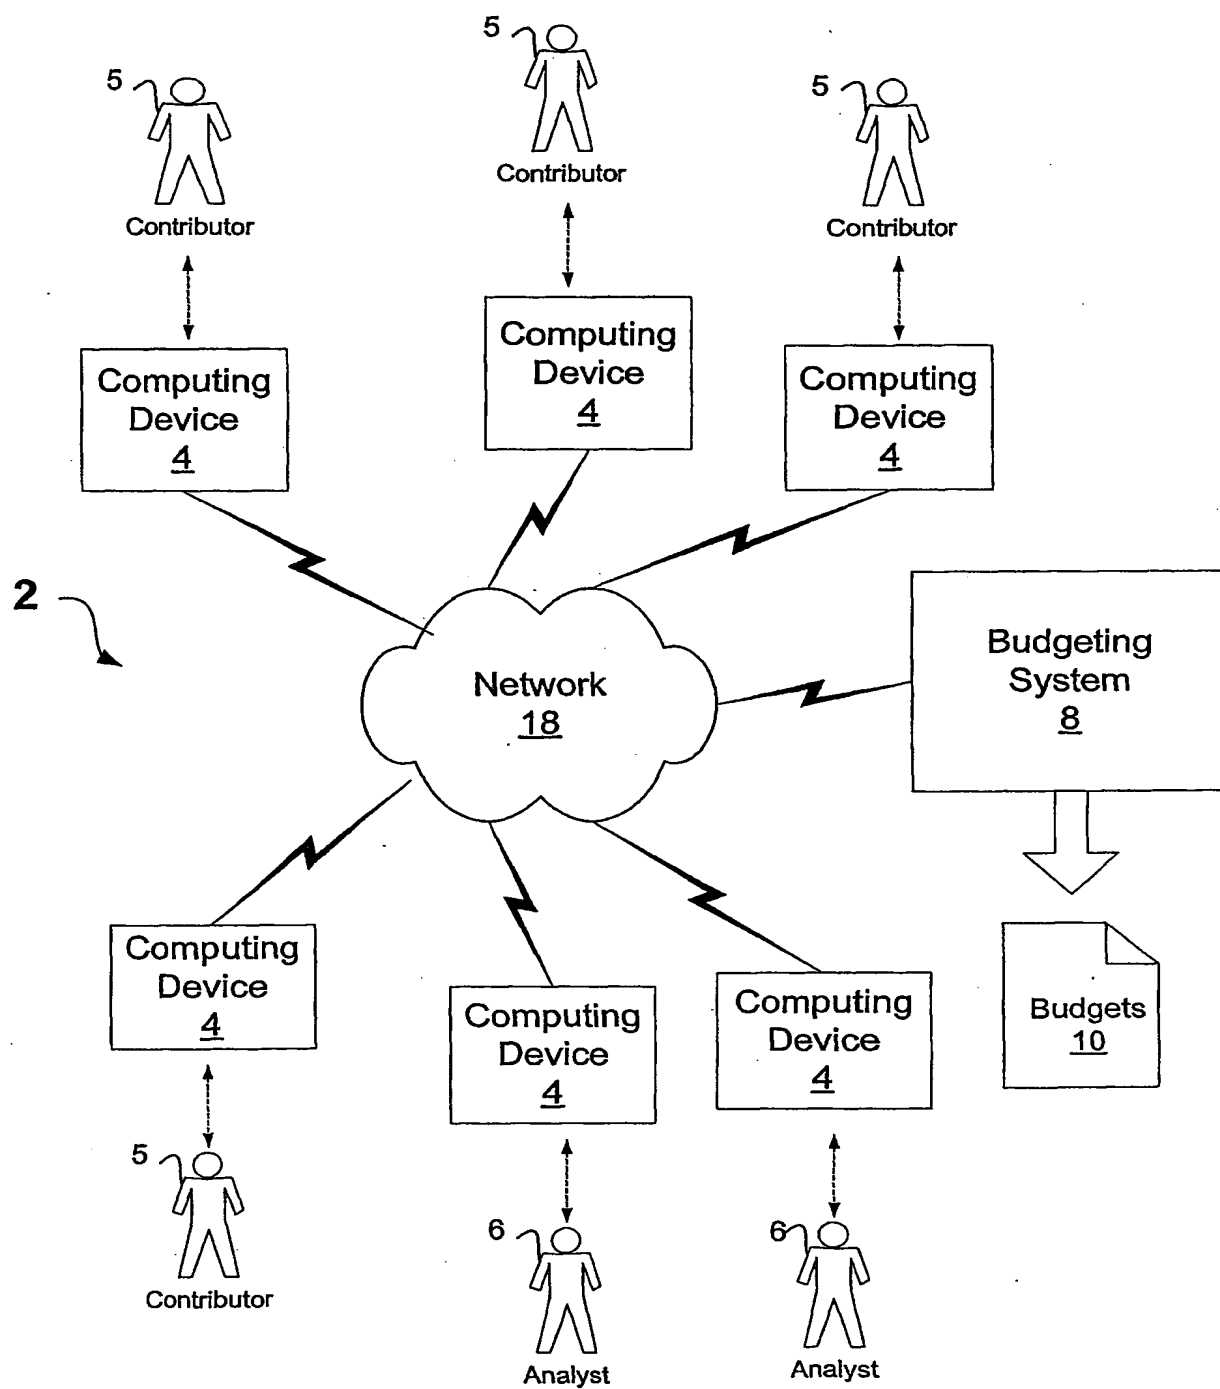 5
Contributor
5
Contributor
5
Contributor
Computing
Device
4
Computing
Device
4
Computing
Device
4
2
Network
18
Budgeting
System
8
Budgets
10
Computing
Device
4
Computing
Device
4
Computing
Device
4
5
Contributor
6
Analyst
6
Analyst